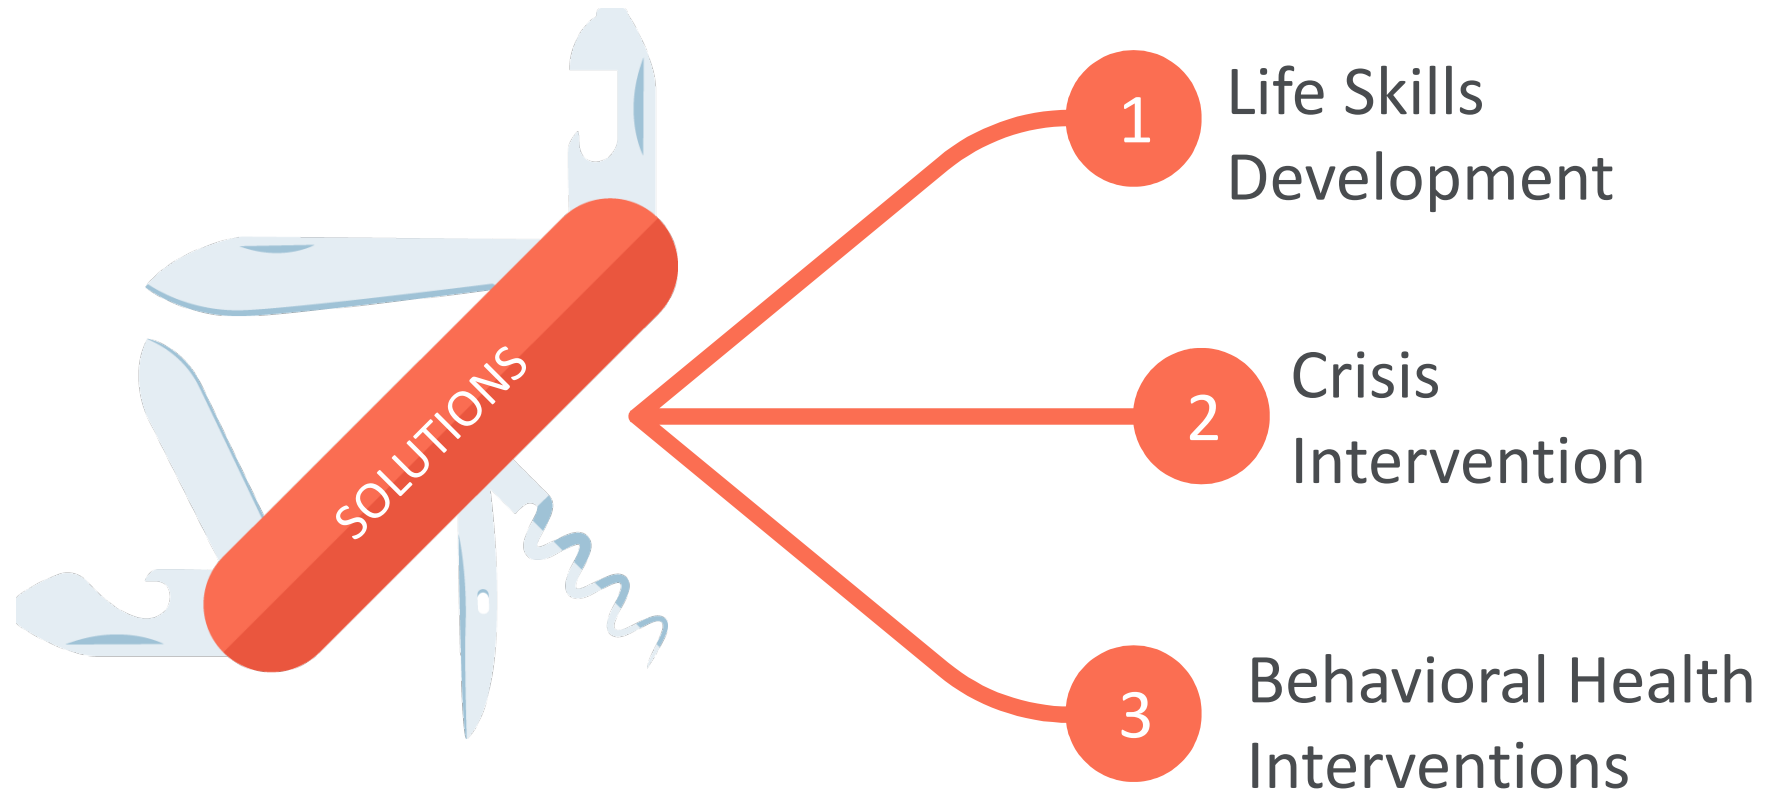 SOLUTIONS
1
Life Skills
Development
2
Crisis
Intervention
3
Behavioral Health
Interventions